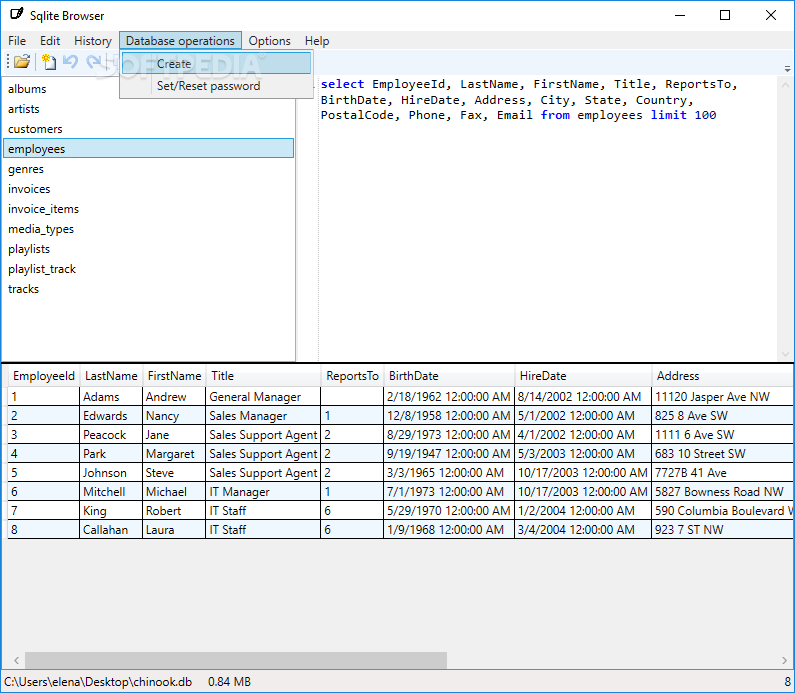 Sqlite Browser
File Edit History Database operations Options Help
Create
Set/Reset password
SOFTPEDIA
albums
artists
customers
employees
genres
invoices
invoice_items
media_types
playlists
playlist_track
tracks
select EmployeeId, LastName, FirstName, Title, ReportsTo,
BirthDate, HireDate, Address, City, State, Country,
PostalCode, Phone, Fax, Email from employees limit 100
EmployeeId LastName FirstName Title ReportsTo BirthDate HireDate Address
1 Adams Andrew General Manager 2/18/1962 12:00:00 AM 8/14/2002 12:00:00 AM 11120 Jasper Ave NW
2 Edwards Nancy Sales Manager 1 12/8/1958 12:00:00 AM 5/1/2002 12:00:00 AM 825 8 Ave SW
3 Peacock Jane Sales Support Agent 2 8/29/1973 12:00:00 AM 4/1/2002 12:00:00 AM 1111 6 Ave SW
4 Park Margaret Sales Support Agent 2 9/19/1947 12:00:00 AM 5/3/2003 12:00:00 AM 683 10 Street SW
5 Johnson Steve Sales Support Agent 2 3/3/1965 12:00:00 AM 10/17/2003 12:00:00 AM 7727B 41 Ave
6 Mitchell Michael IT Manager 1 7/1/1973 12:00:00 AM 10/17/2003 12:00:00 AM 5827 Bowness Road NW
7 King Robert IT Staff 6 5/29/1970 12:00:00 AM 1/2/2004 12:00:00 AM 590 Columbia Boulevard W
8 Callahan Laura IT Staff 6 1/9/1968 12:00:00 AM 3/4/2004 12:00:00 AM 923 7 ST NW
C:\Users\elena\Desktop\chinook.db 0.84 MB 8